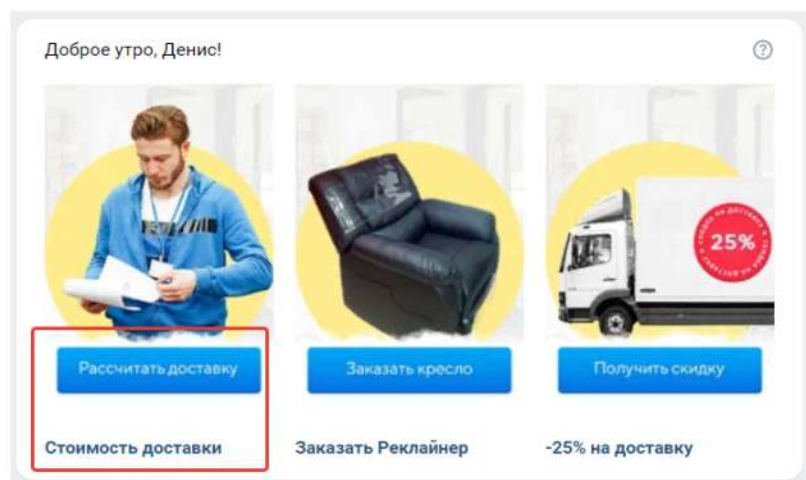 Доброе утро, Денис!
25%
Рассчитать доставку
Заказать кресло
Получить скидку
Стоимость доставки
Заказать Реклайнер
-25% на доставку